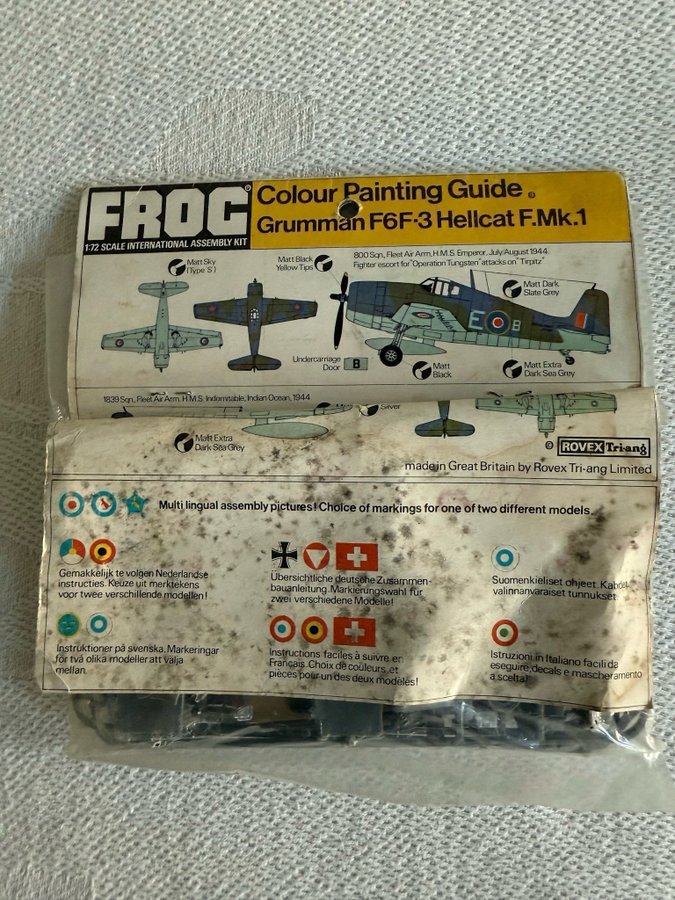 FROG
1:72 SCALE INTERNATIONAL ASSEMBLY KIT
Colour Painting Guide
Grumman F6F-3 Hellcat F.Mk.1
Matt Sky
(Type 'S')
Matt Black
Yellow Tips
800 Sqn, Fleet Air Arm, H.M.S. Emperor, July/August 1944.
Fighter escort for "Operation Tungsten" attacks on "Tirpitz"
Matt Dark
Slate Grey
E
B
Undercarriage
Door
B
Matt
Black
Matt Extra
Dark Sea Grey
1839 Sqn, Fleet Air Arm, H.M.S. Indomitable, Indian Ocean, 1944
Silver
Matt Extra
Dark Sea Grey
ROVEX Tri-ang
made in Great Britain by Rovex Tri-ang Limited
Multi lingual assembly pictures! Choice of markings for one of two different models.
Gemakkelijk te volgen Nederlandse
instructies. Keuze uit merktekens
voor twee verschillende modellen!
Übersichtliche deutsche Zusammen-
bauanleitung. Markierungswahl für
zwei verschiedene Modelle!
Suomenkieliset ohjeet.
valinnanvaraiset tunnukset
Instruktioner på svenska. Markeringar
för två olika modeller att välja
mellan.
Instructions faciles à suivre en
Français. Choix de couleurs et
pièces pour un des deux modèles!
Istruzioni in Italiano facili da
eseguire, decals e mascheramento
a scelta!